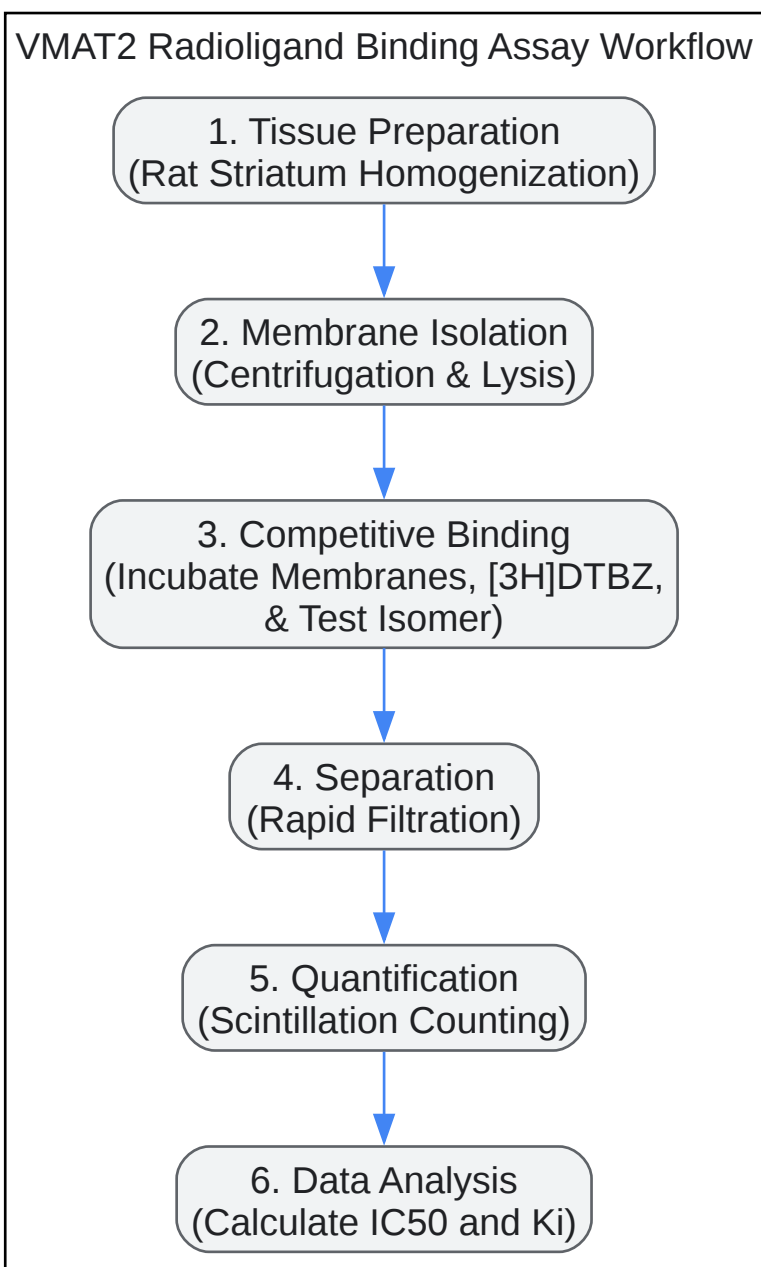 VMAT2 Radioligand Binding Assay Workflow
1. Tissue Preparation
(Rat Striatum Homogenization)
2. Membrane Isolation
(Centrifugation & Lysis)
3. Competitive Binding
(Incubate Membranes, [3H]DTBZ,
& Test Isomer)
4. Separation
(Rapid Filtration)
5. Quantification
(Scintillation Counting)
6. Data Analysis
(Calculate IC50 and Ki)